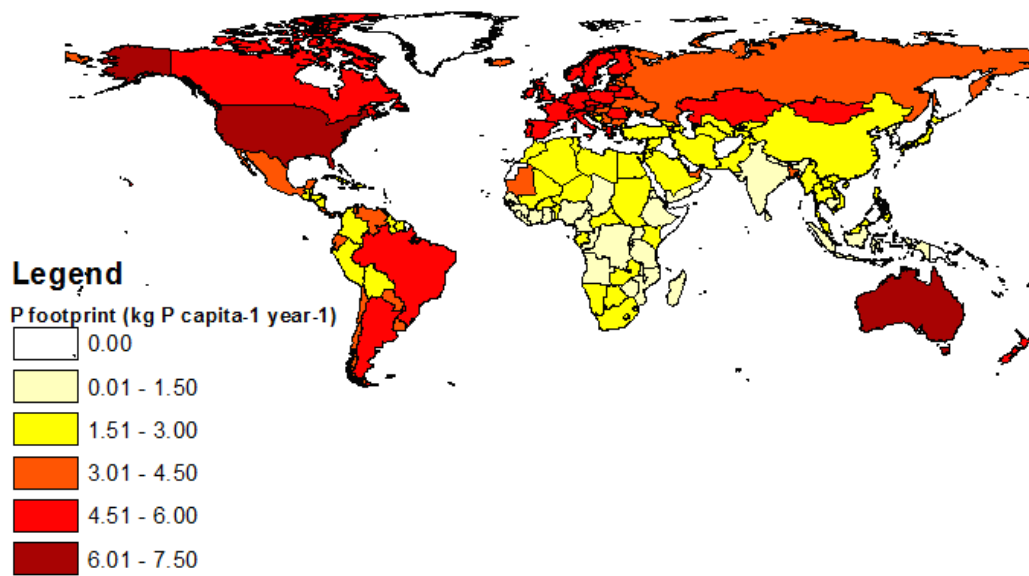 Legend
P footprint (kg P capita-1 year-1)
0.00
0.01 - 1.50
1.51 - 3.00
3.01 - 4.50
4.51 - 6.00
6.01 - 7.50